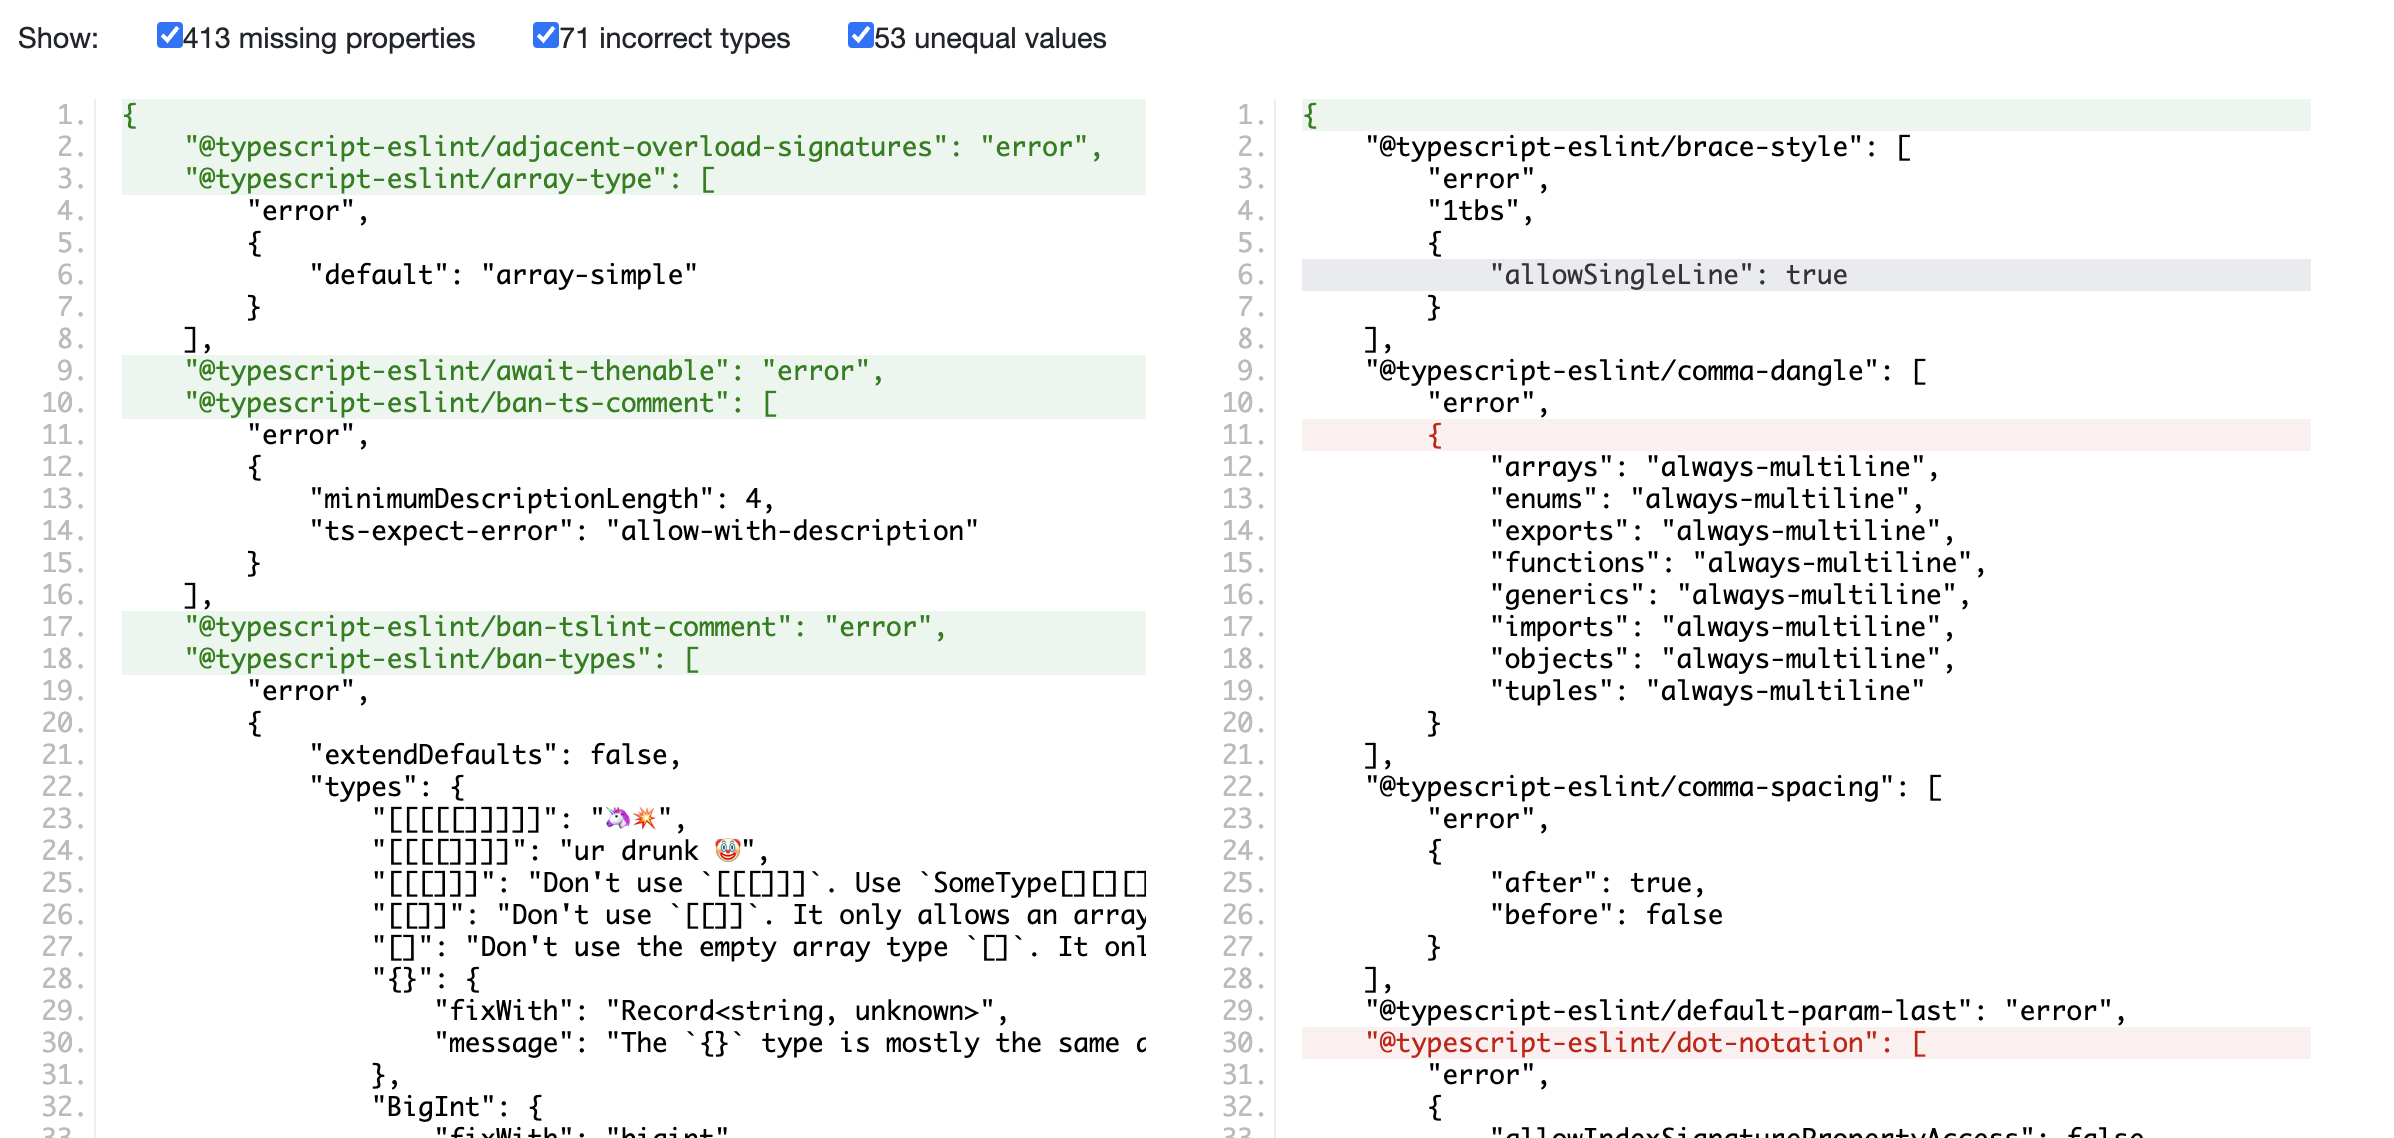 Show: 413 missing properties 71 incorrect types 53 unequal values
1. {
2. "@typescript-eslint/adjacent-overload-signatures": "error",
3. "@typescript-eslint/array-type": [
4. "error",
5. {
6. "default": "array-simple"
7. }
8. ],
9. "@typescript-eslint/await-thenable": "error",
10. "@typescript-eslint/ban-ts-comment": [
11. "error",
12. {
13. "minimumDescriptionLength": 4,
14. "ts-expect-error": "allow-with-description"
15. }
16. ],
17. "@typescript-eslint/ban-tslint-comment": "error",
18. "@typescript-eslint/ban-types": [
19. "error",
20. {
21. "extendDefaults": false,
22. "types": {
23. "[[[[[]]]]]": "🦄💥",
24. "[[[[]]]]": "ur drunk 🤡",
25. "[[[]]]": "Don't use `[[[]]]`. Use `SomeType[][][]
26. "[[]]": "Don't use `[[]]`. It only allows an array
27. "[]": "Don't use the empty array type `[]`. It onl
28. "{}": {
29. "fixWith": "Record<string, unknown>",
30. "message": "The `{}` type is mostly the same a
31. },
32. "BigInt": {
33. "fixWith": "bigint"
1. {
2. "@typescript-eslint/brace-style": [
3. "error",
4. "1tbs",
5. {
6. "allowSingleLine": true
7. }
8. ],
9. "@typescript-eslint/comma-dangle": [
10. "error",
11. {
12. "arrays": "always-multiline",
13. "enums": "always-multiline",
14. "exports": "always-multiline",
15. "functions": "always-multiline",
16. "generics": "always-multiline",
17. "imports": "always-multiline",
18. "objects": "always-multiline",
19. "tuples": "always-multiline"
20. }
21. ],
22. "@typescript-eslint/comma-spacing": [
23. "error",
24. {
25. "after": true,
26. "before": false
27. }
28. ],
29. "@typescript-eslint/default-param-last": "error",
30. "@typescript-eslint/dot-notation": [
31. "error",
32. {
33. "allowIndexSignaturePropertyAccess": false